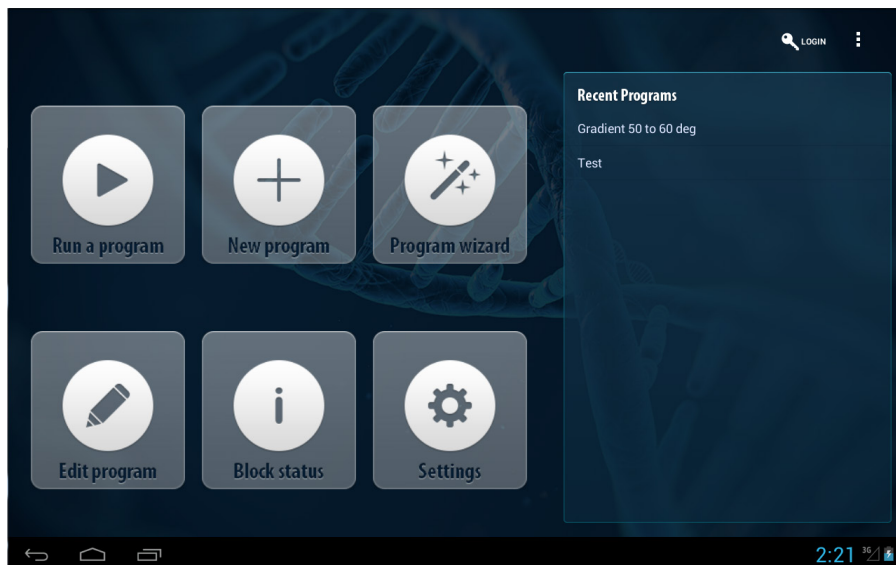 LOGIN
Recent Programs
Gradient 50 to 60 deg
Test
Run a program
New program
Program wizard
Edit program
Block status
Settings
2:21
3G